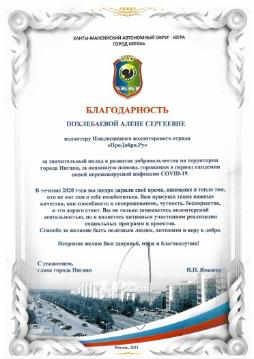 ХАНТЫ-МАНСИЙСКИЙ АВТОНОМНЫЙ ОКРУГ - ЮГРА
ГОРОД НЯГАНЬ
БЛАГОДАРНОСТЬ
ПОХЛЕБАЕВОЙ АЛЕНЕ СЕРГЕЕВНЕ
волонтеру Инклюзивного волонтерского отряда
«ПроДобро.Ру»
за значительный вклад в развитие добровольчества на территории
города Нягани, за неоценимую помощь горожанам в период пандемии
новой коронавирусной инфекции COVID-19.
В течение 2020 года вы щедро дарили своё время, внимание и тепло тем,
кто не мог сам о себе позаботиться. Вам присущи такие важные
качества, как способность к сопереживанию, чуткость, бескорыстие,
и это дорого стоит. Вы не только занимаетесь волонтерской
деятельностью, но и являетесь активным участником реализации
социальных программ и проектов.
Спасибо за желание быть полезным людям, оптимизм и веру в добро.
Искренне желаю Вам здоровья, мира и благополучия!
С уважением,
глава города Нягани
И.П. Ямашев
Нягань, 2021